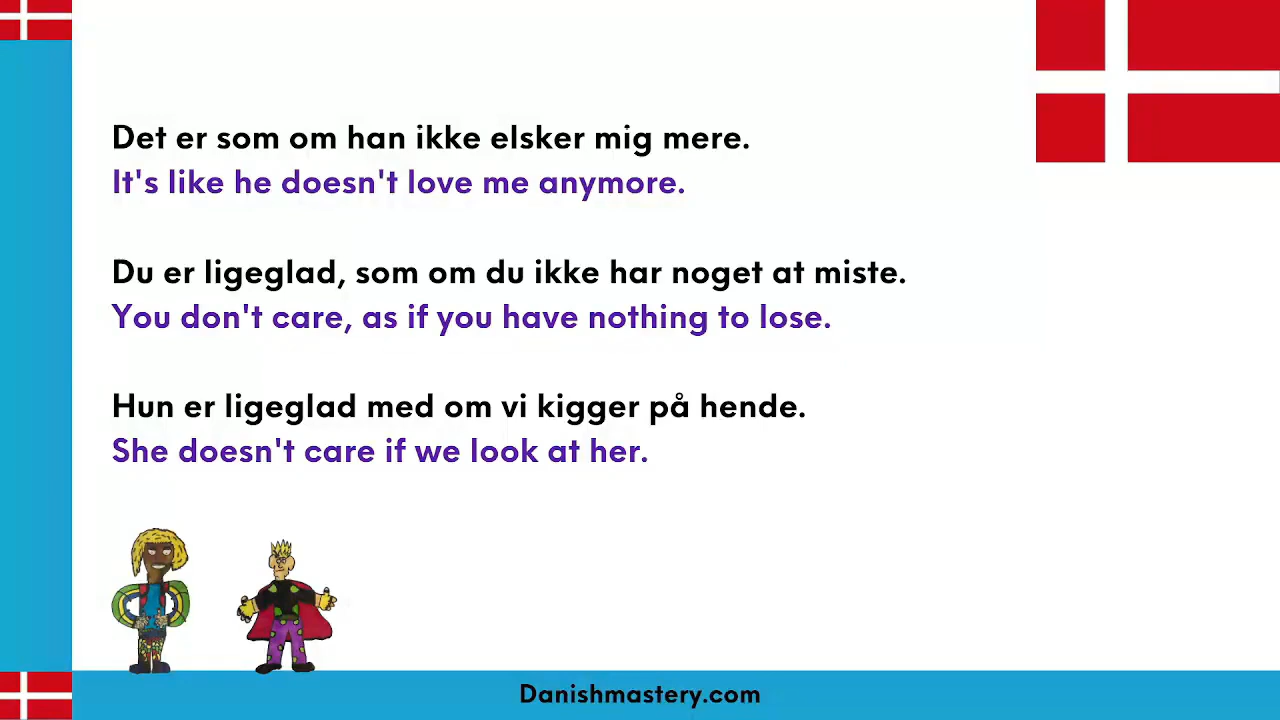 Det er som om han ikke elsker mig mere.
It's like he doesn't love me anymore.
Du er ligeglad, som om du ikke har noget at miste.
You don't care, as if you have nothing to lose.
Hun er ligeglad med om vi kigger på hende.
She doesn't care if we look at her.
Danishmastery.com